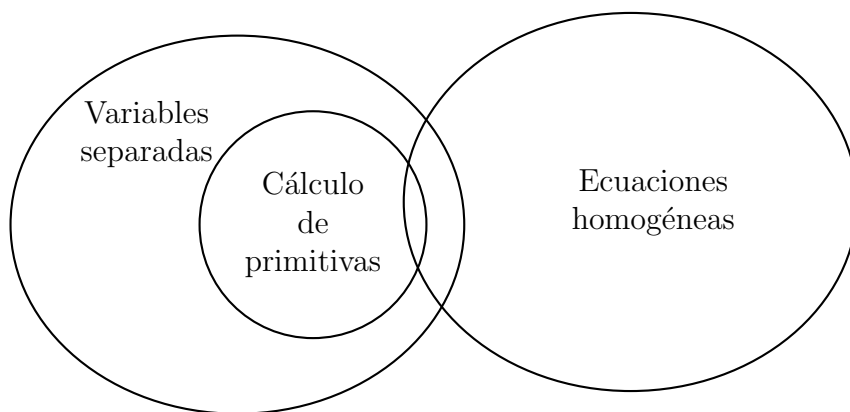 Variables
separadas
Cálculo
de
primitivas
Ecuaciones
homogéneas